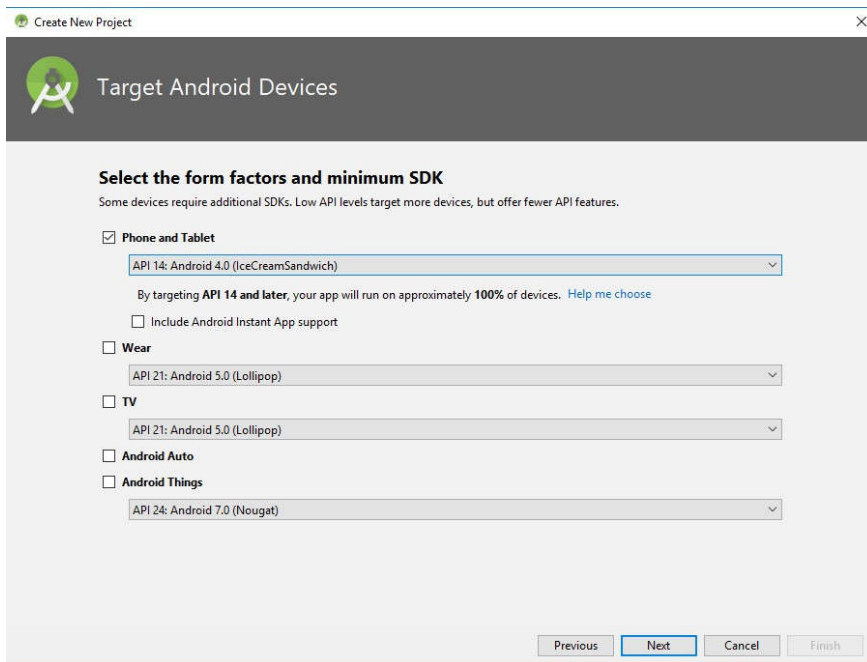 Create New Project
Target Android Devices
Select the form factors and minimum SDK
Some devices require additional SDKs. Low API levels target more devices, but offer fewer API features.
Phone and Tablet
API 14: Android 4.0 (IceCreamSandwich)
By targeting API 14 and later, your app will run on approximately 100% of devices. Help me choose
Include Android Instant App support
Wear
API 21: Android 5.0 (Lollipop)
TV
API 21: Android 5.0 (Lollipop)
Android Auto
Android Things
API 24: Android 7.0 (Nougat)
Previous Next Cancel Finish